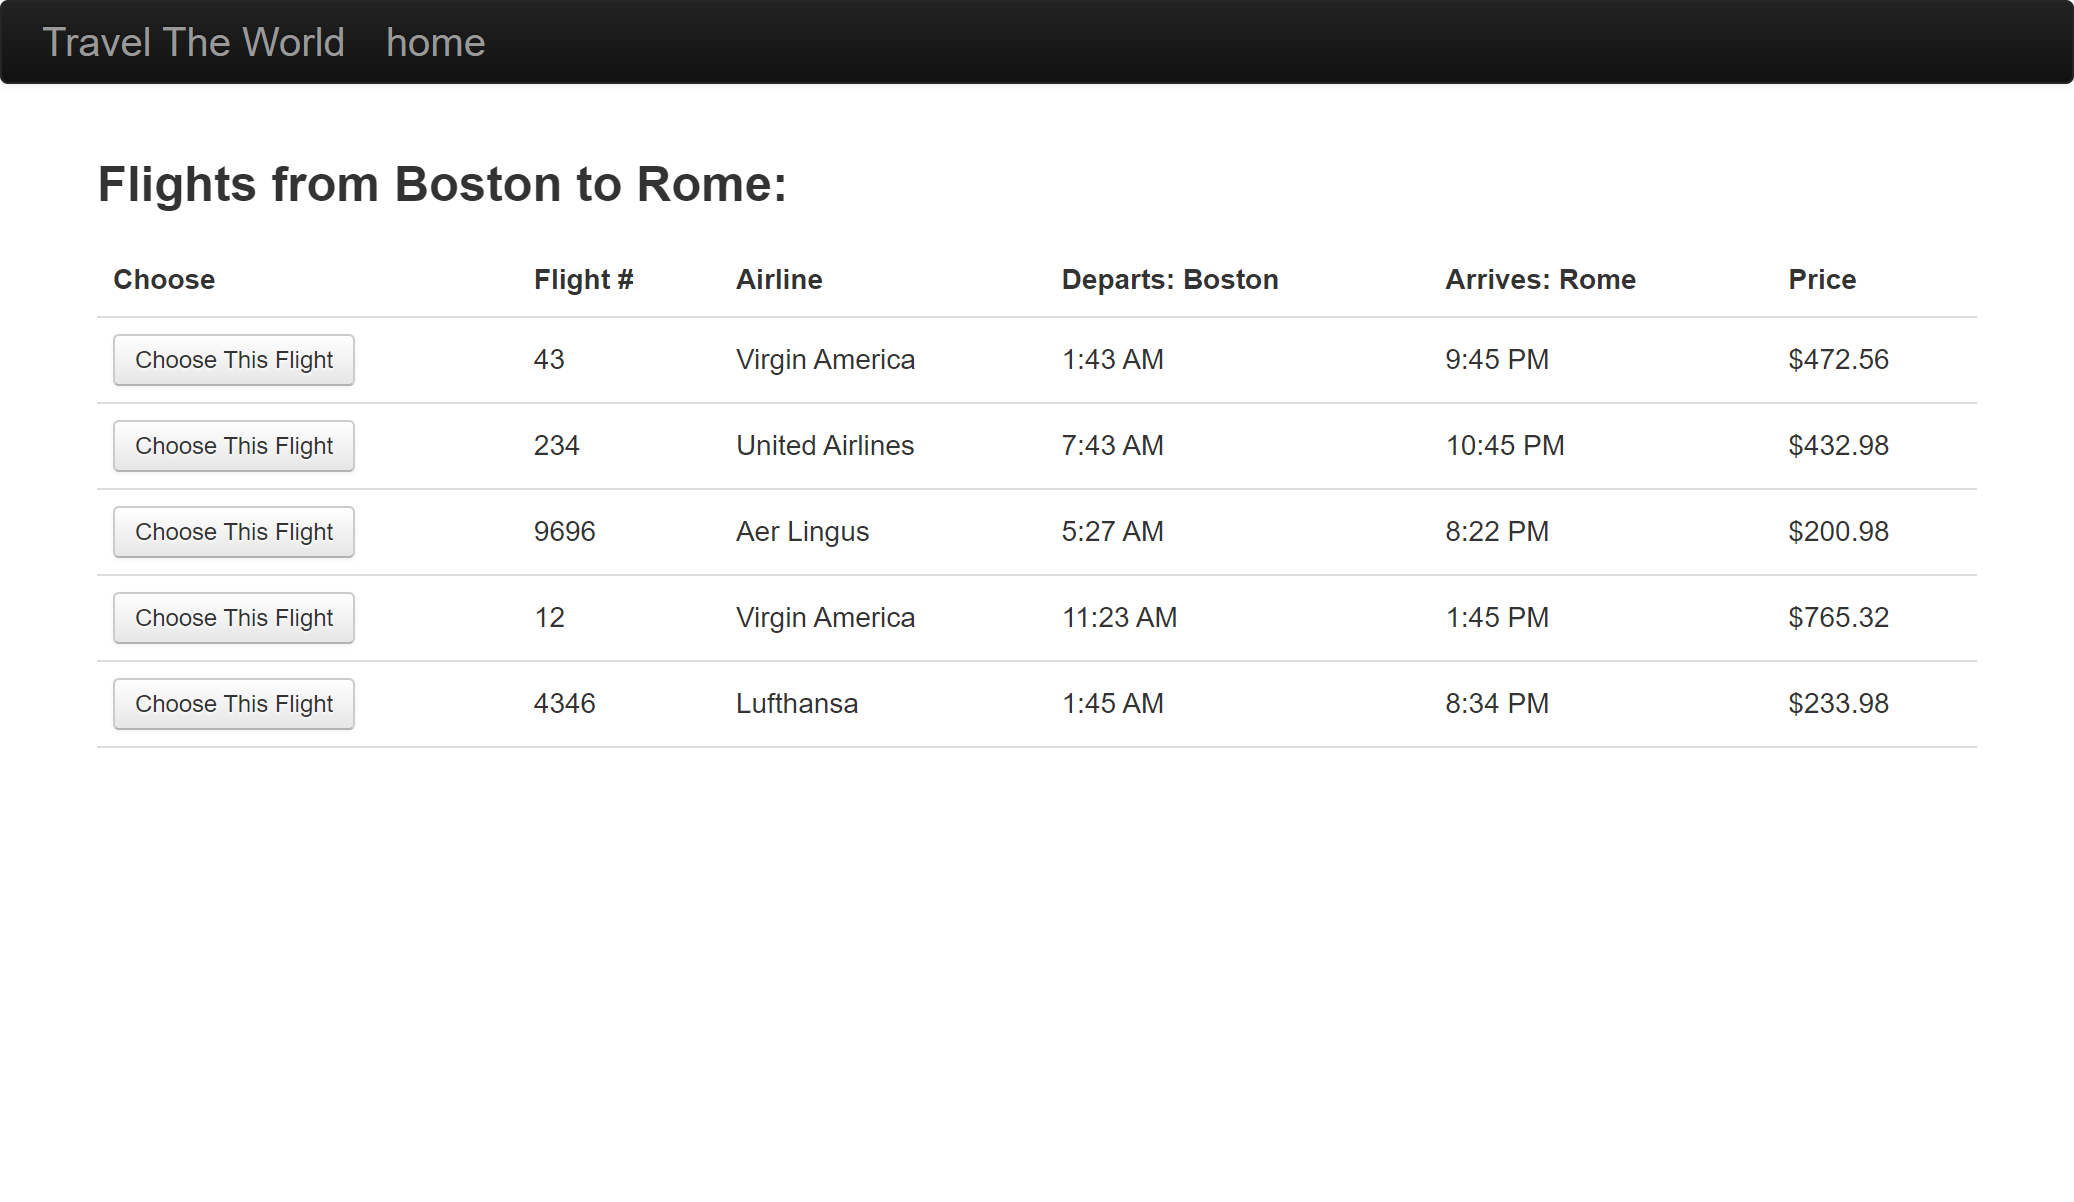 Travel The World home
Flights from Boston to Rome:
Choose Flight # Airline Departs: Boston Arrives: Rome Price
Choose This Flight 43 Virgin America 1:43 AM 9:45 PM $472.56
Choose This Flight 234 United Airlines 7:43 AM 10:45 PM $432.98
Choose This Flight 9696 Aer Lingus 5:27 AM 8:22 PM $200.98
Choose This Flight 12 Virgin America 11:23 AM 1:45 PM $765.32
Choose This Flight 4346 Lufthansa 1:45 AM 8:34 PM $233.98